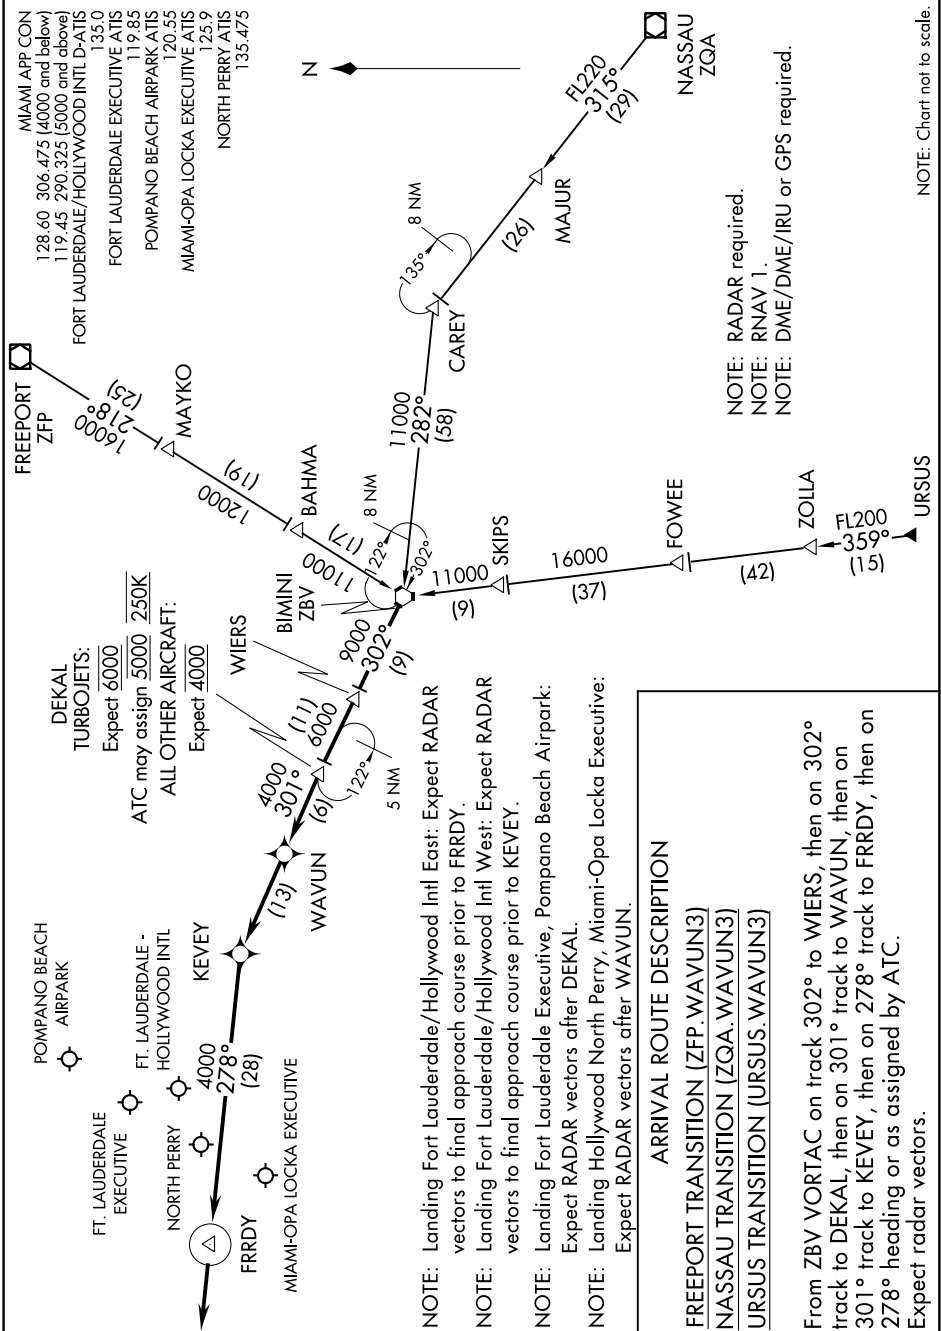 MIAMI APP CON
128.60 306.475 (4000 and below)
119.45 290.325 (5000 and above)
FORT LAUDERDALE/HOLLYWOOD INTL D-ATIS
135.0
FORT LAUDERDALE EXECUTIVE ATIS
119.85
POMPANO BEACH AIRPARK ATIS
120.55
MIAMI-OPA LOCKA EXECUTIVE ATIS
125.9
NORTH PERRY ATIS
135.475
N
NASSAU
ZQA
FL220
315°
(29)
MAJUR
(26)
8 NM
135°
CAREY
11000
282°
(58)
FREEPORT
ZFP
16000
218°
(25)
MAYKO
12000
(19)
BAHMA
11000
(17)
8 NM
122°
302°
BIMINI
ZBV
URSUS
FL200
359°
(15)
ZOLLA
(42)
FOWEE
16000
(37)
SKIPS
11000
(9)
9000
302°
(9)
WIERS
(11)
6000
DEKAL
TURBOJETS:
Expect 6000
ATC may assign 5000 250K
ALL OTHER AIRCRAFT:
Expect 4000
122°
5 NM
4000
301°
(6)
WAVUN
(13)
KEVEY
4000
278°
(28)
FRRDY
POMPANO BEACH
AIRPARK
FT. LAUDERDALE
EXECUTIVE
FT. LAUDERDALE -
HOLLYWOOD INTL
NORTH PERRY
MIAMI-OPA LOCKA EXECUTIVE
NOTE: RADAR required.
NOTE: RNAV 1.
NOTE: DME/DME/IRU or GPS required.
NOTE: Chart not to scale.
NOTE: Landing Fort Lauderdale/Hollywood Intl East: Expect RADAR
vectors to final approach course prior to FRRDY.
NOTE: Landing Fort Lauderdale/Hollywood Intl West: Expect RADAR
vectors to final approach course prior to KEVEY.
NOTE: Landing Fort Lauderdale Executive, Pompano Beach Airpark:
Expect RADAR vectors after DEKAL.
NOTE: Landing Hollywood North Perry, Miami-Opa Locka Executive:
Expect RADAR vectors after WAVUN.
ARRIVAL ROUTE DESCRIPTION
FREEPORT TRANSITION (ZFP.WAVUN3)
NASSAU TRANSITION (ZQA.WAVUN3)
URSUS TRANSITION (URSUS.WAVUN3)
From ZBV VORTAC on track 302° to WIERS, then on 302°
track to DEKAL, then on 301° track to WAVUN, then on
301° track to KEVEY, then on 278° track to FRRDY, then on
278° heading or as assigned by ATC.
Expect radar vectors.